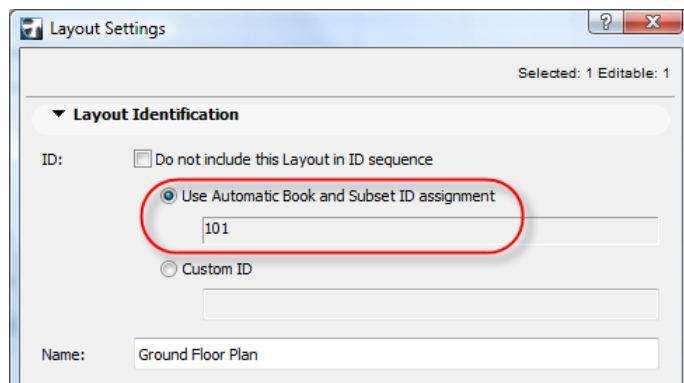 Layout Settings
Selected: 1 Editable: 1
Layout Identification
ID:
Do not include this Layout in ID sequence
Use Automatic Book and Subset ID assignment
101
Custom ID
Name:
Ground Floor Plan